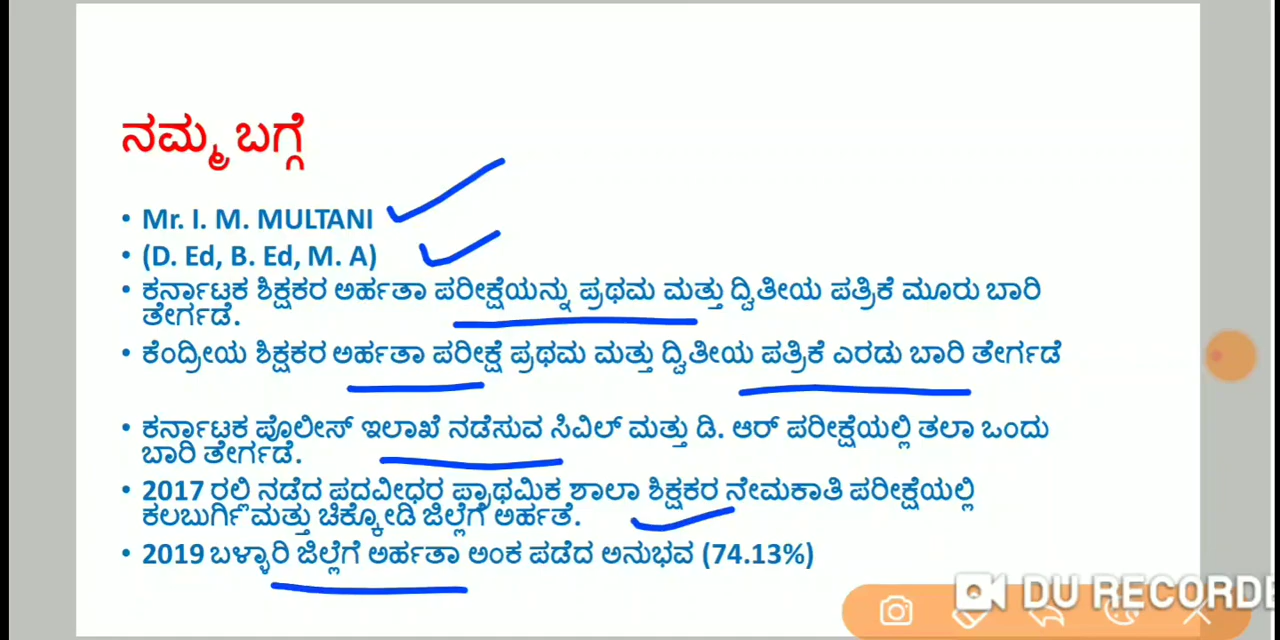 ನಮ್ಮ ಬಗ್ಗೆ
• Mr. I. M. MULTANI
• (D. Ed, B. Ed, M. A)
• ಕರ್ನಾಟಕ ಶಿಕ್ಷಕರ ಅರ್ಹತಾ ಪರೀಕ್ಷೆಯನ್ನು ಪ್ರಥಮ ಮತ್ತು ದ್ವಿತೀಯ ಪತ್ರಿಕೆ ಮೂರು ಬಾರಿ
ತೇರ್ಗಡೆ.
• ಕೆಂದ್ರೀಯ ಶಿಕ್ಷಕರ ಅರ್ಹತಾ ಪರೀಕ್ಷೆ ಪ್ರಥಮ ಮತ್ತು ದ್ವಿತೀಯ ಪತ್ರಿಕೆ ಎರಡು ಬಾರಿ ತೇರ್ಗಡೆ
• ಕರ್ನಾಟಕ ಪೊಲೀಸ್ ಇಲಾಖೆ ನಡೆಸುವ ಸಿವಿಲ್ ಮತ್ತು ಡಿ. ಆರ್ ಪರೀಕ್ಷೆಯಲ್ಲಿ ತಲಾ ಒಂದು
ಬಾರಿ ತೇರ್ಗಡೆ.
• 2017 ರಲ್ಲಿ ನಡೆದ ಪದವೀಧರ ಪ್ರಾಥಮಿಕ ಶಾಲಾ ಶಿಕ್ಷಕರ ನೇಮಕಾತಿ ಪರೀಕ್ಷೆಯಲ್ಲಿ
ಕಲಬುರ್ಗಿ ಮತ್ತು ಚಿಕ್ಕೋಡಿ ಜಿಲ್ಲೆಗೆ ಅರ್ಹತೆ.
• 2019 ಬಳ್ಳಾರಿ ಜಿಲ್ಲೆಗೆ ಅರ್ಹತಾ ಅಂಕ ಪಡೆದ ಅನುಭವ (74.13%)
DU RECORDE